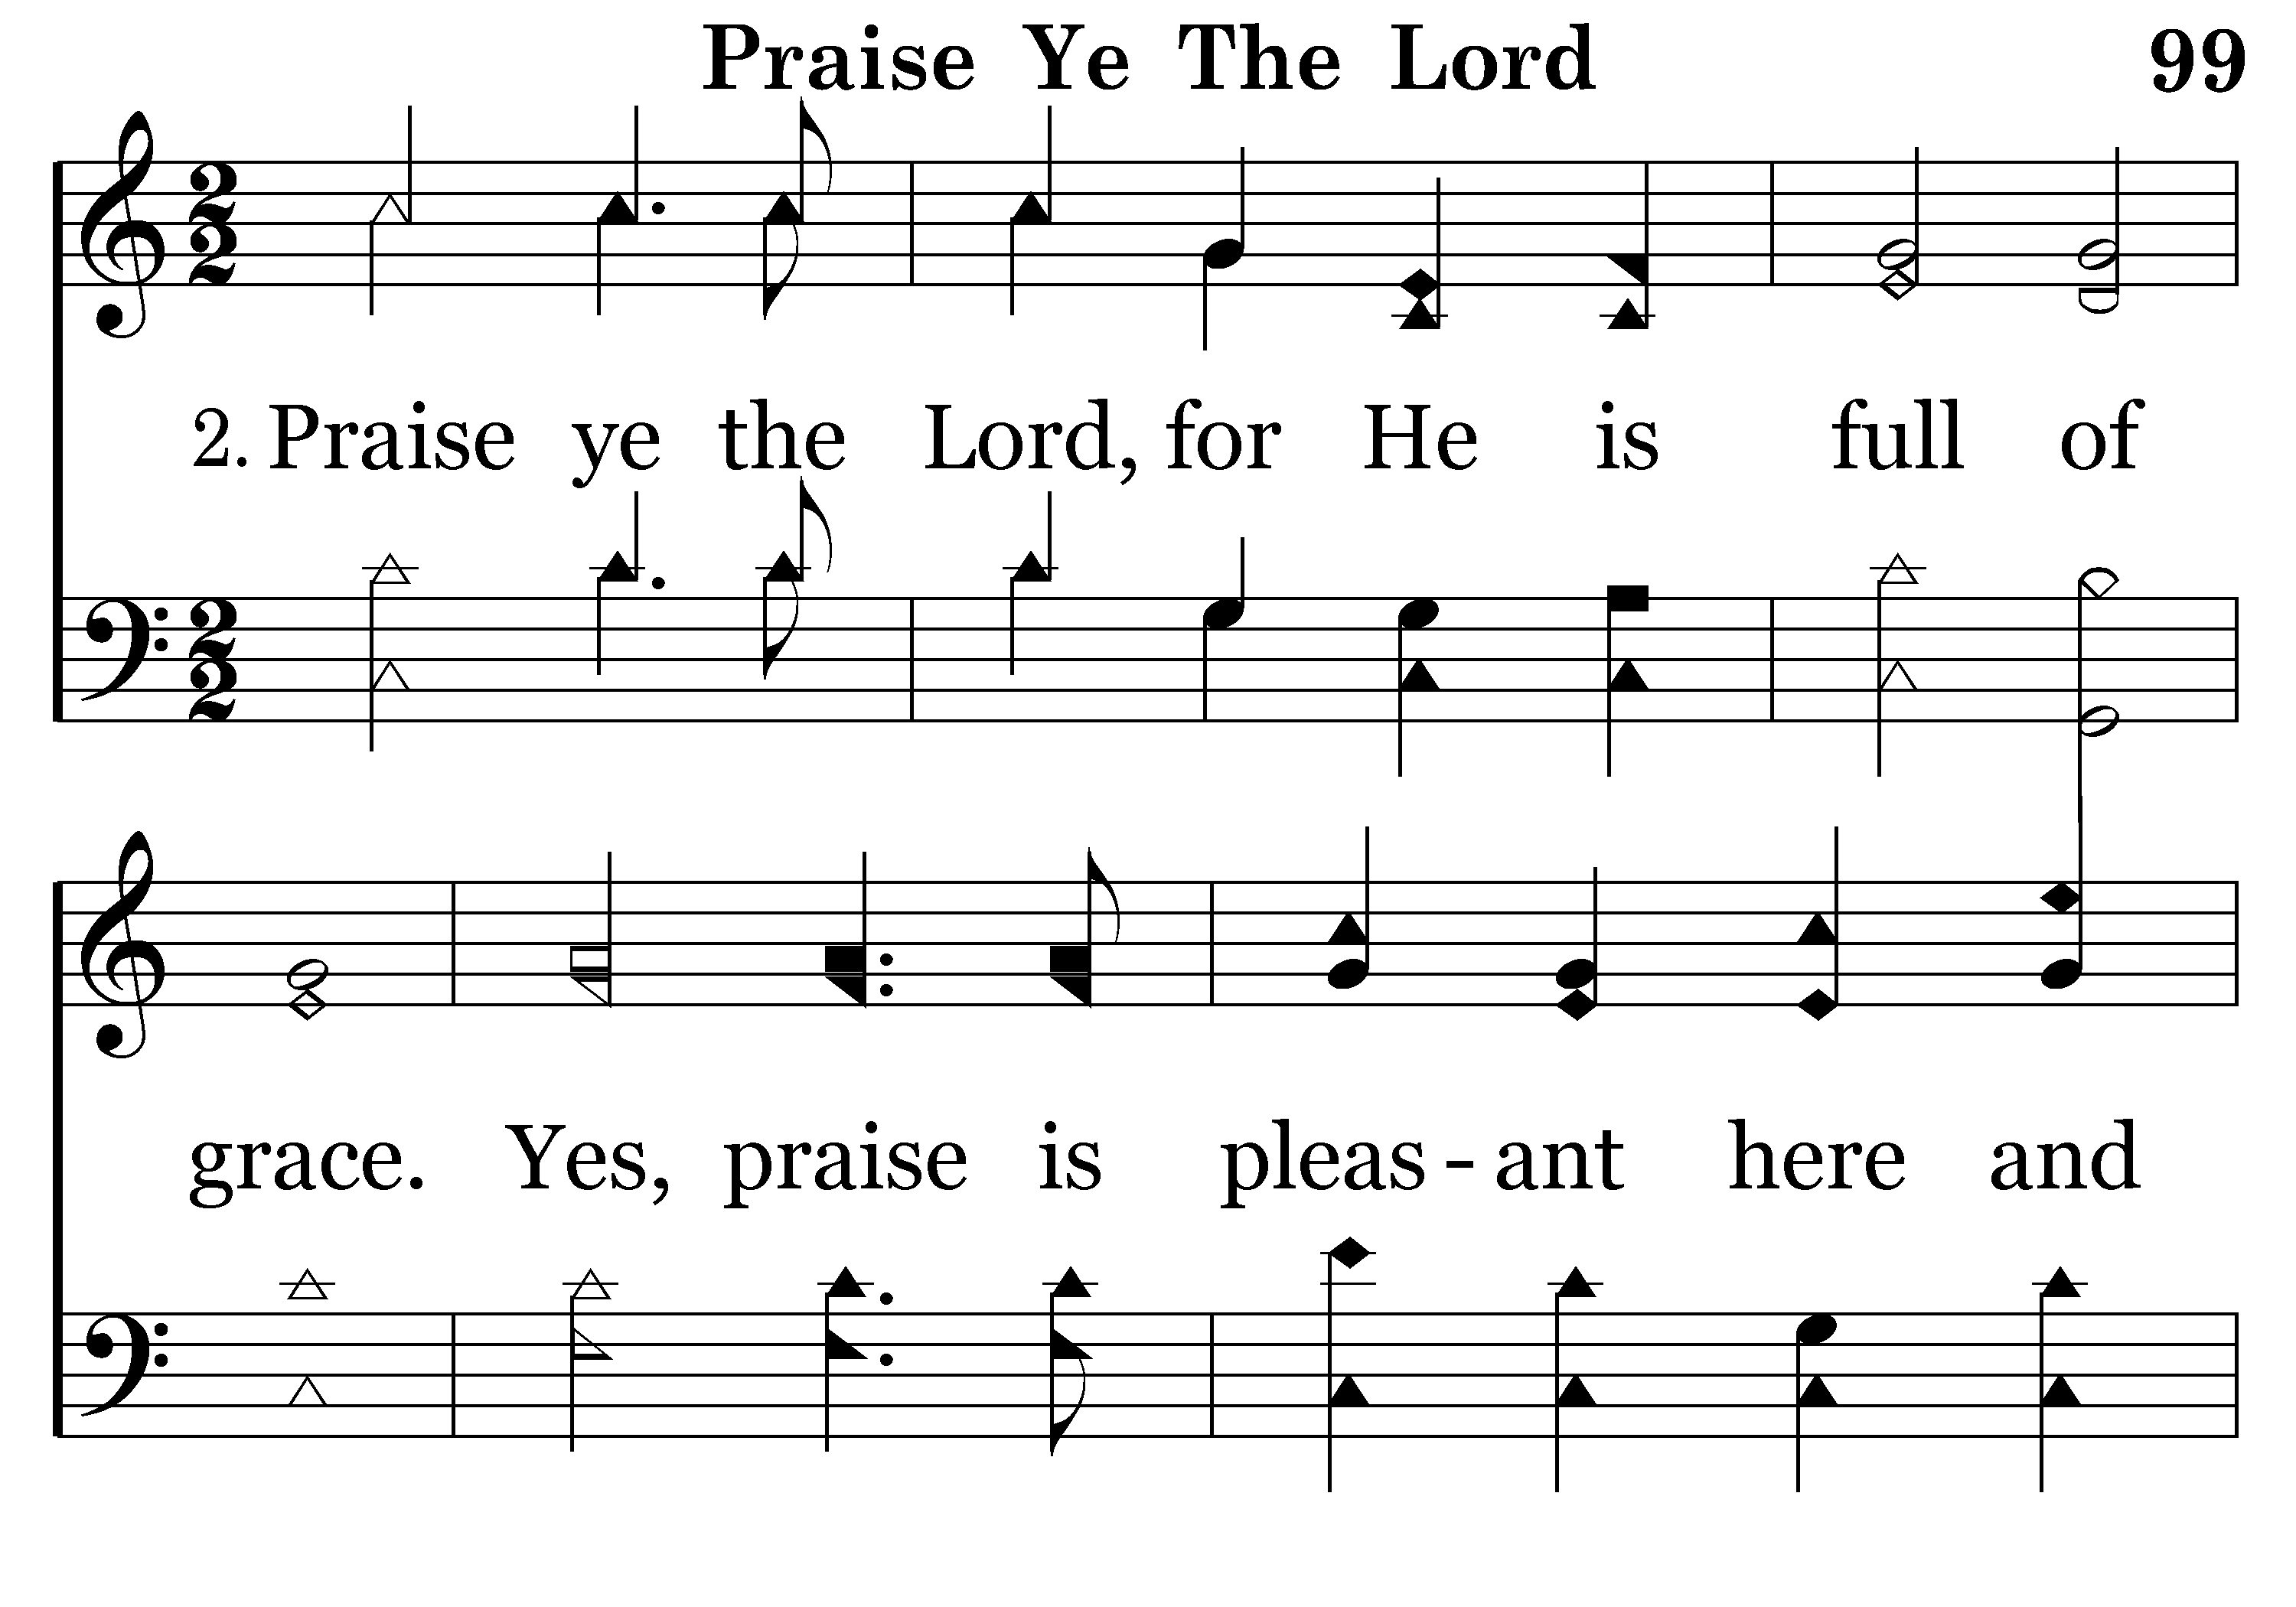 Praise Ye The Lord 99
2. Praise ye the Lord, for He is full of
grace. Yes, praise is pleas - ant here and